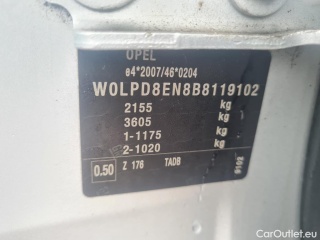 OPEL
e4*2007/46*0204
W0LPD8EN8B8119102
2155 kg
3605 kg
1-1175 kg
2-1020 kg
0.50 Z 176 TADB
9102
CarOutlet.eu